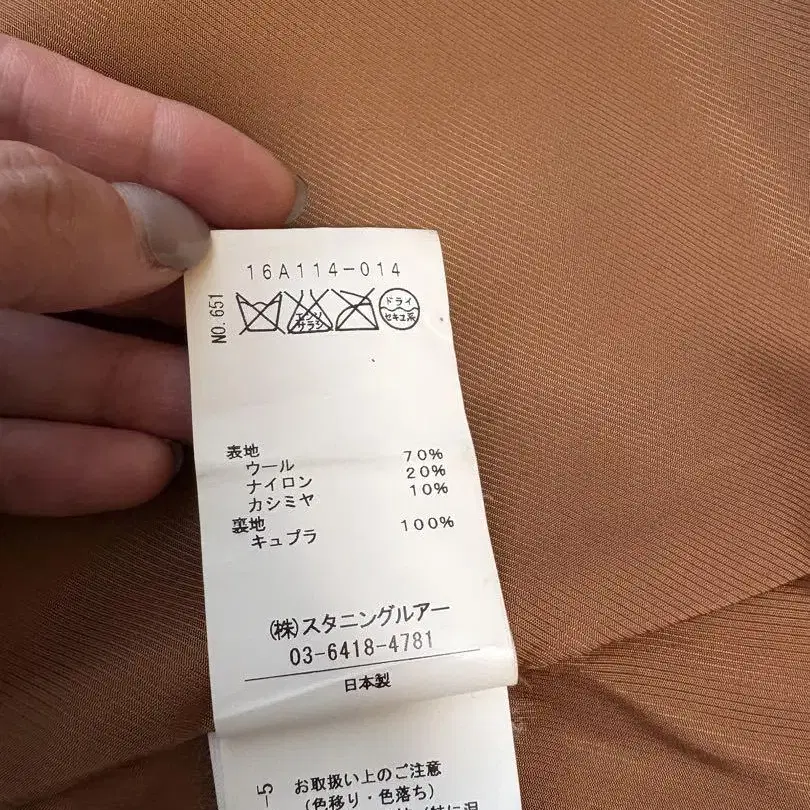 16A114-014
NO.651
エンソ
サラシ
ドライ
セキユ系
表地
ウール 70%
ナイロン 20%
カシミヤ 10%
裏地
キュプラ 100%
(株)スタニングルアー
03-6418-4781
日本製
-5
お取扱い上のご注意
(色移り・色落ち)